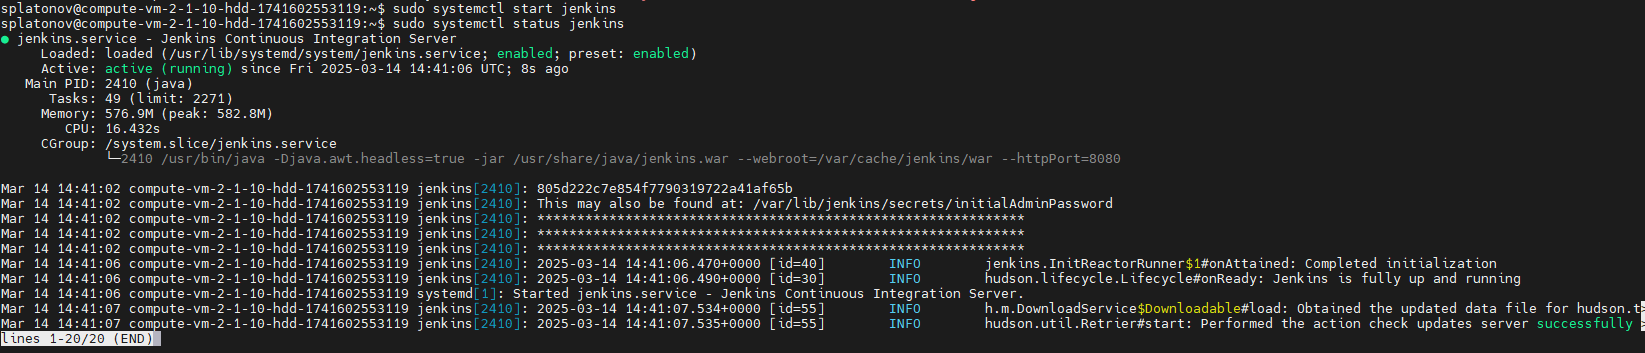 splatonov@compute-vm-2-1-10-hdd-1741602553119:~$ sudo systemctl start jenkins
splatonov@compute-vm-2-1-10-hdd-1741602553119:~$ sudo systemctl status jenkins
● jenkins.service - Jenkins Continuous Integration Server
     Loaded: loaded (/usr/lib/systemd/system/jenkins.service; enabled; preset: enabled)
     Active: active (running) since Fri 2025-03-14 14:41:06 UTC; 8s ago
   Main PID: 2410 (java)
      Tasks: 49 (limit: 2271)
     Memory: 576.9M (peak: 582.8M)
        CPU: 16.432s
     CGroup: /system.slice/jenkins.service
             └─2410 /usr/bin/java -Djava.awt.headless=true -jar /usr/share/java/jenkins.war --webroot=/var/cache/jenkins/war --httpPort=8080
Mar 14 14:41:02 compute-vm-2-1-10-hdd-1741602553119 jenkins[2410]: 805d222c7e854f7790319722a41af65b
Mar 14 14:41:02 compute-vm-2-1-10-hdd-1741602553119 jenkins[2410]: This may also be found at: /var/lib/jenkins/secrets/initialAdminPassword
Mar 14 14:41:02 compute-vm-2-1-10-hdd-1741602553119 jenkins[2410]: *************************************************************
Mar 14 14:41:02 compute-vm-2-1-10-hdd-1741602553119 jenkins[2410]: *************************************************************
Mar 14 14:41:02 compute-vm-2-1-10-hdd-1741602553119 jenkins[2410]: *************************************************************
Mar 14 14:41:06 compute-vm-2-1-10-hdd-1741602553119 jenkins[2410]: 2025-03-14 14:41:06.470+0000 [id=40]        INFO        jenkins.InitReactorRunner$1#onAttained: Completed initialization
Mar 14 14:41:06 compute-vm-2-1-10-hdd-1741602553119 jenkins[2410]: 2025-03-14 14:41:06.490+0000 [id=30]        INFO        hudson.lifecycle.Lifecycle#onReady: Jenkins is fully up and running
Mar 14 14:41:06 compute-vm-2-1-10-hdd-1741602553119 systemd[1]: Started jenkins.service - Jenkins Continuous Integration Server.
Mar 14 14:41:07 compute-vm-2-1-10-hdd-1741602553119 jenkins[2410]: 2025-03-14 14:41:07.534+0000 [id=55]        INFO        h.m.DownloadService$Downloadable#load: Obtained the updated data file for hudson.t>
Mar 14 14:41:07 compute-vm-2-1-10-hdd-1741602553119 jenkins[2410]: 2025-03-14 14:41:07.535+0000 [id=55]        INFO        hudson.util.Retrier#start: Performed the action check updates server successfully >
lines 1-20/20 (END)